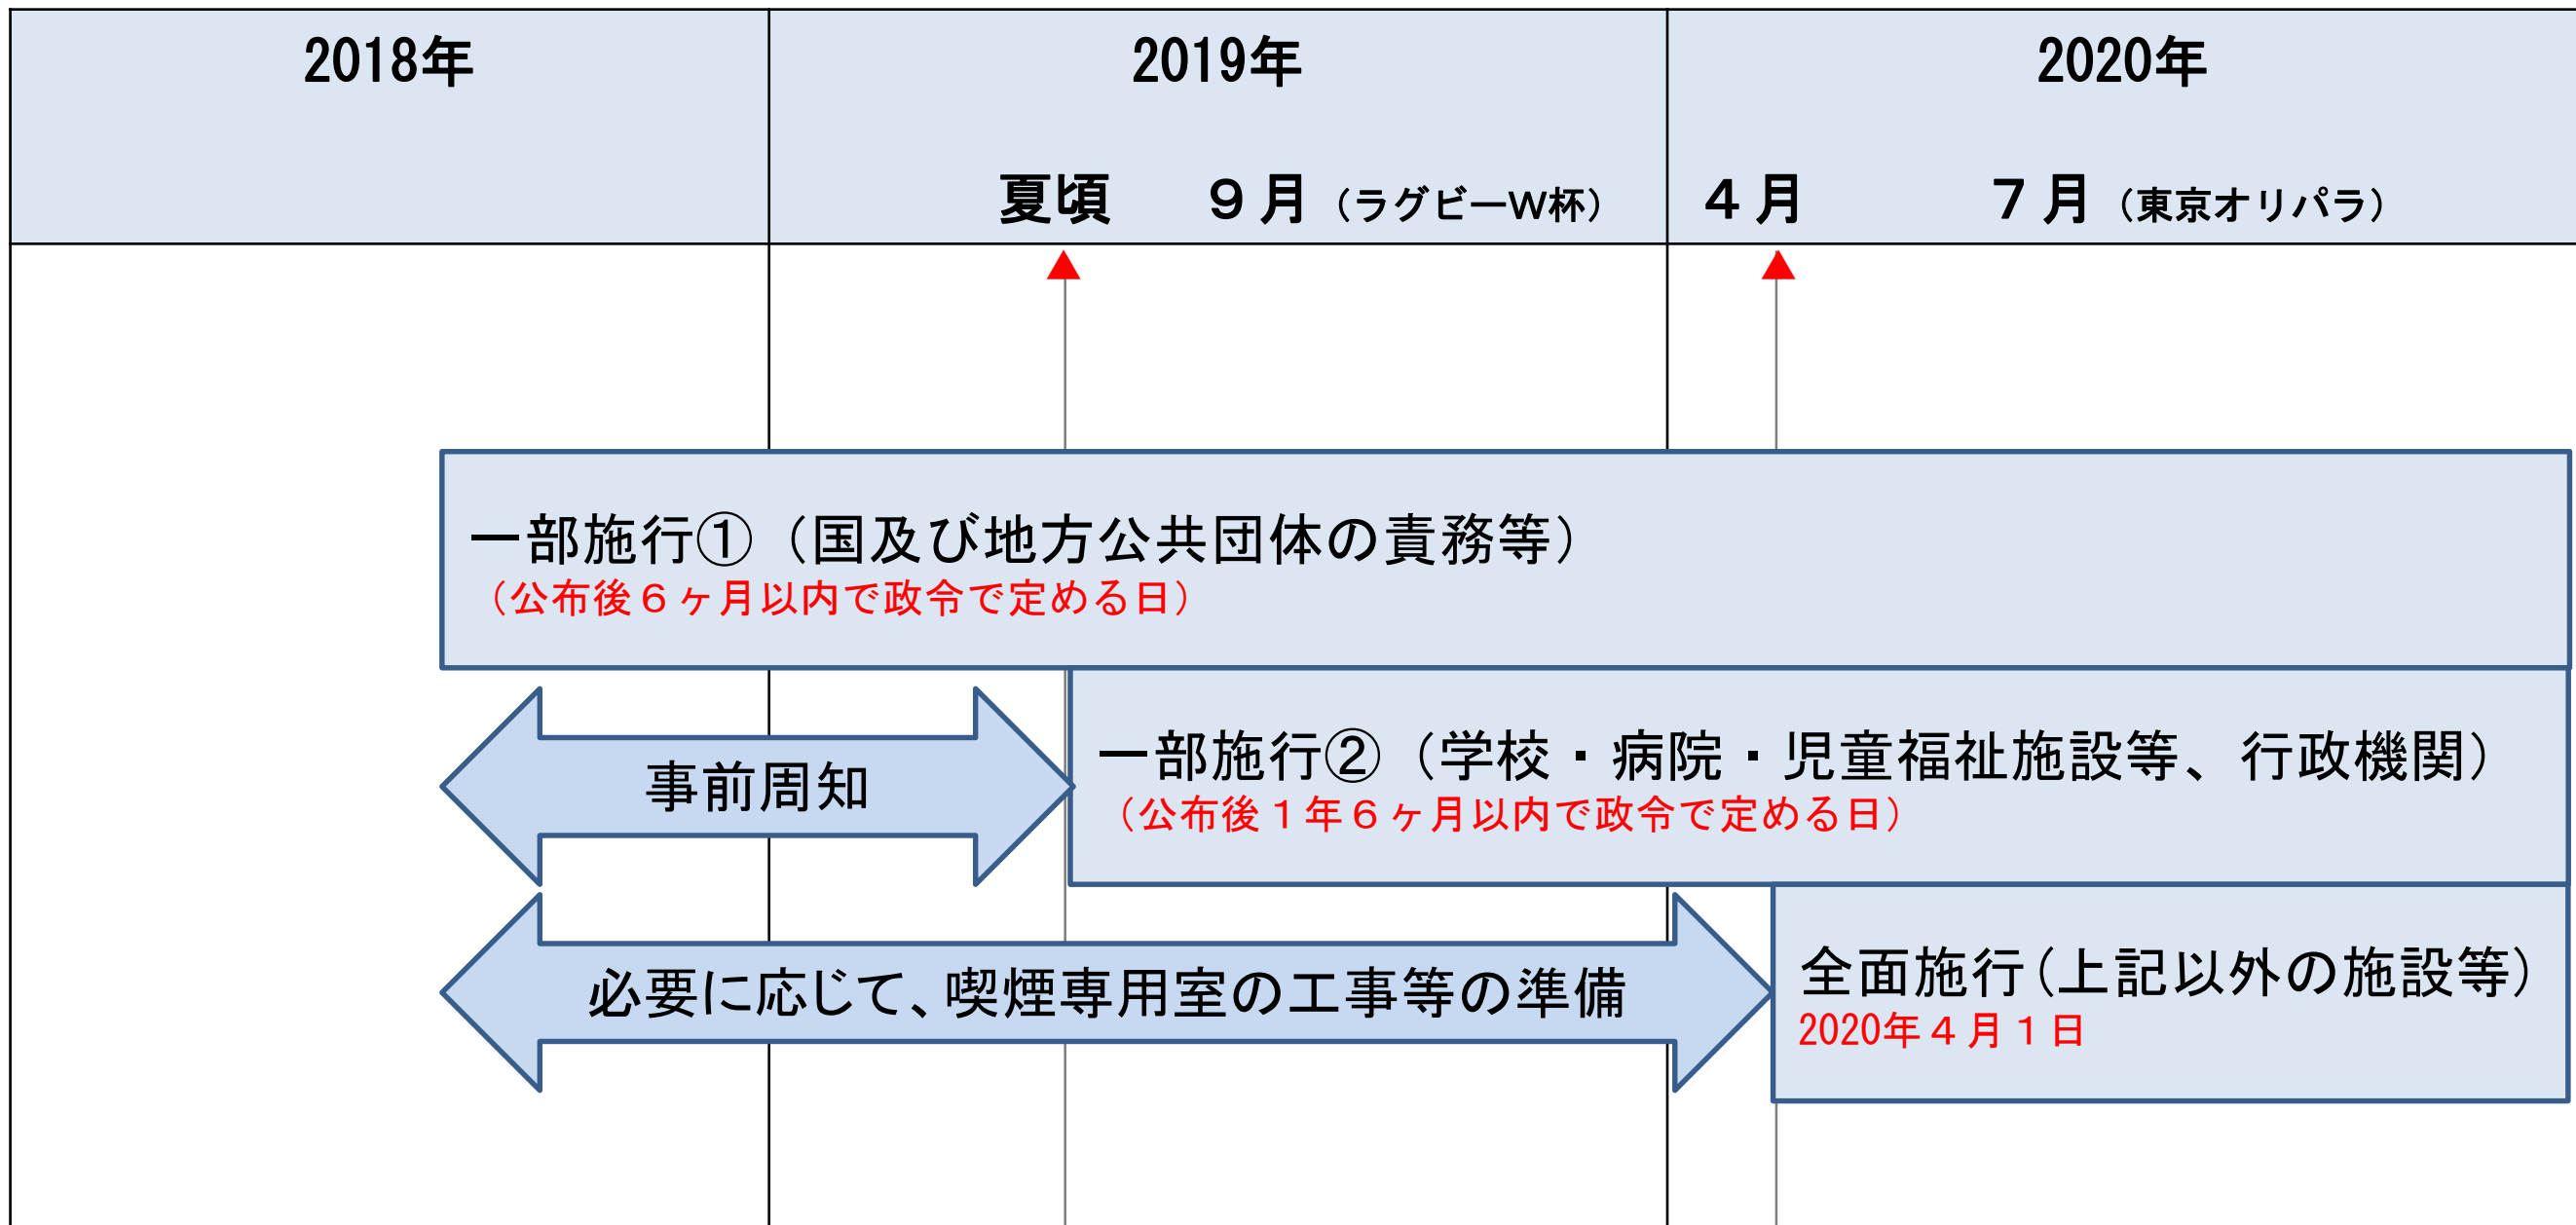 2018年
2019年
2020年
夏頃 ９月（ラグビーＷ杯）
４月 ７月（東京オリパラ）
一部施行①（国及び地方公共団体の責務等）
（公布後６ヶ月以内で政令で定める日）
事前周知
一部施行②（学校・病院・児童福祉施設等、行政機関）
（公布後１年６ヶ月以内で政令で定める日）
必要に応じて、喫煙専用室の工事等の準備
全面施行（上記以外の施設等）
2020年４月１日